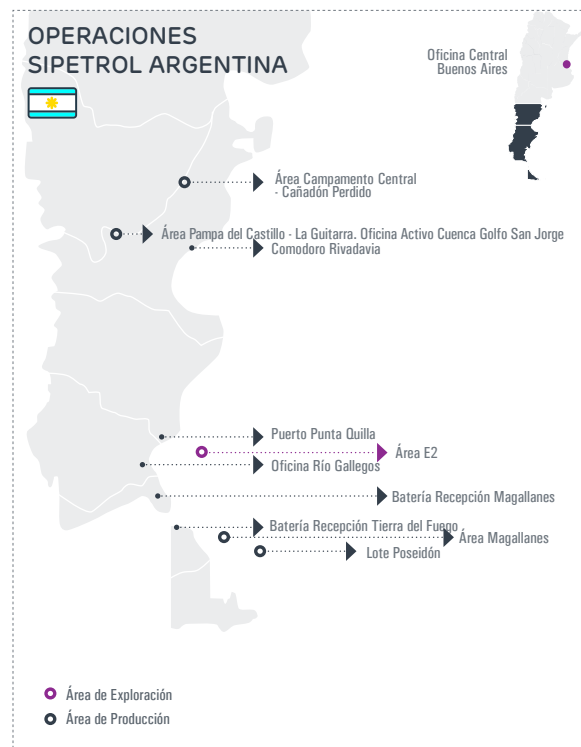 OPERACIONES
SIPETROL ARGENTINA
Oficina Central
Buenos Aires
Área Campamento Central
- Cañadón Perdido
Área Pampa del Castillo - La Guitarra. Oficina Activo Cuenca Golfo San Jorge
Comodoro Rivadavia
Puerto Punta Quilla
Área E2
Oficina Río Gallegos
Batería Recepción Magallanes
Batería Recepción Tierra del Fuego
Área Magallanes
Lote Poseidón
Área de Exploración
Área de Producción